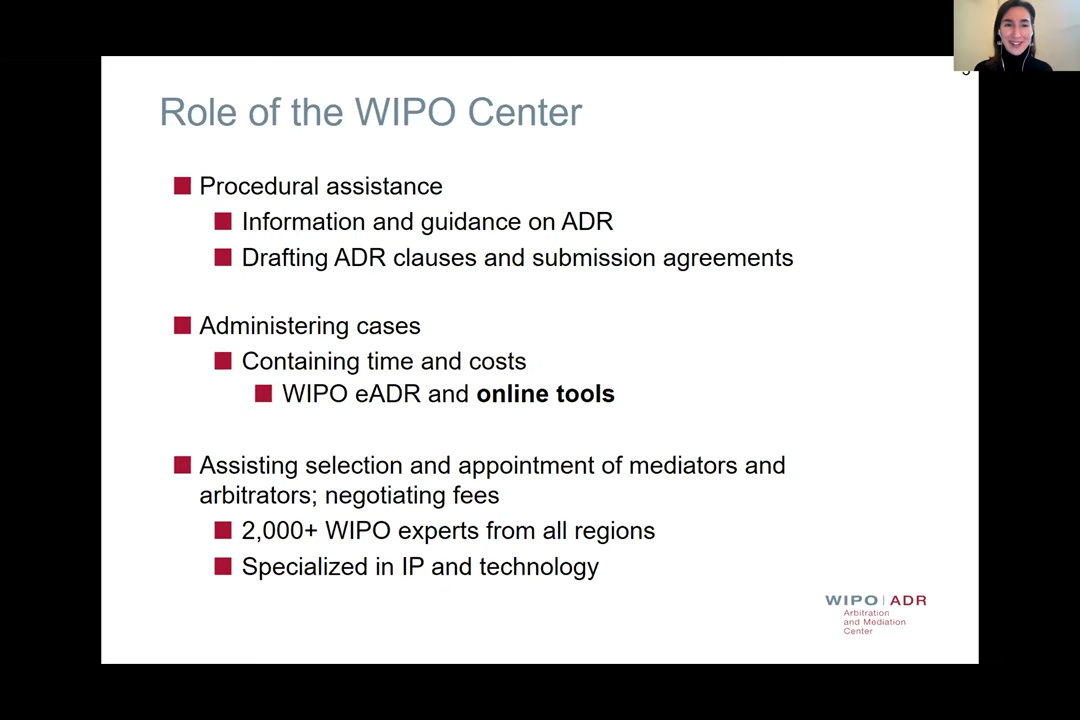 Role of the WIPO Center
Procedural assistance
Information and guidance on ADR
Drafting ADR clauses and submission agreements
Administering cases
Containing time and costs
WIPO eADR and online tools
Assisting selection and appointment of mediators and
arbitrators; negotiating fees
2,000+ WIPO experts from all regions
Specialized in IP and technology
WIPO | ADR
Arbitration
and Mediation
Center